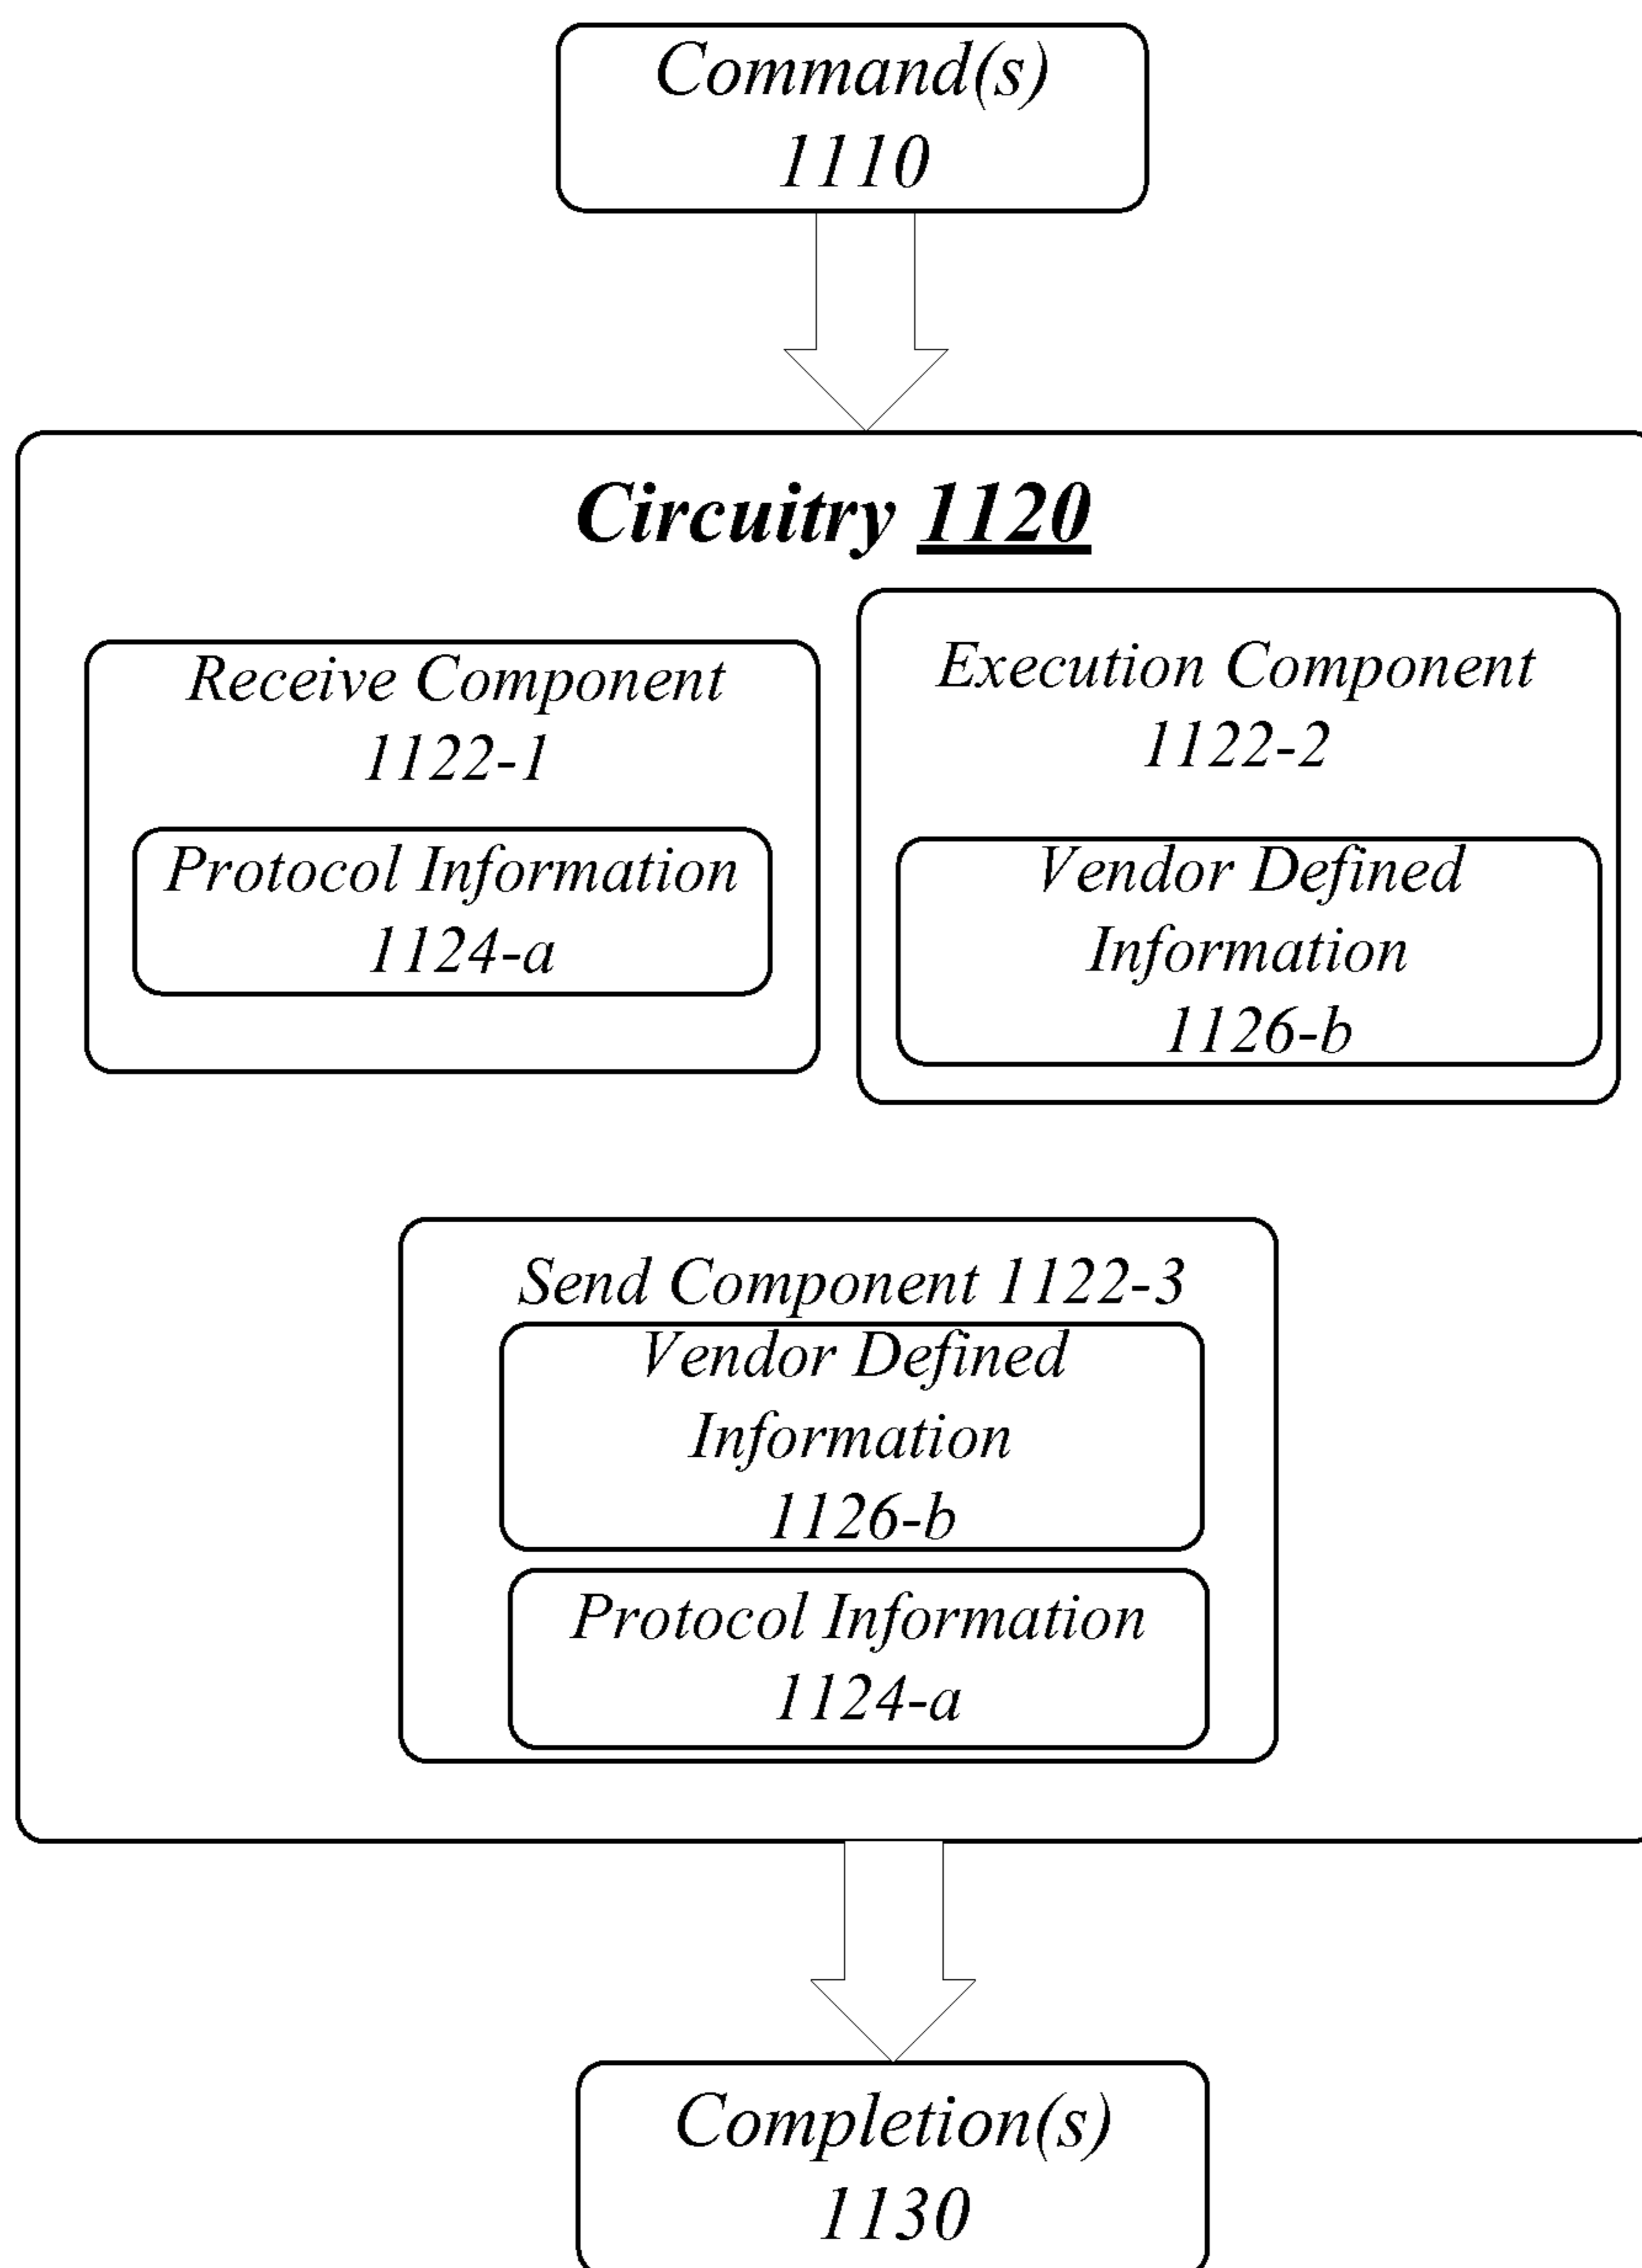 Command(s)
1110
Circuitry 1120
Receive Component
1122-1
Protocol Information
1124-a
Execution Component
1122-2
Vendor Defined
Information
1126-b
Send Component 1122-3
Vendor Defined
Information
1126-b
Protocol Information
1124-a
Completion(s)
1130